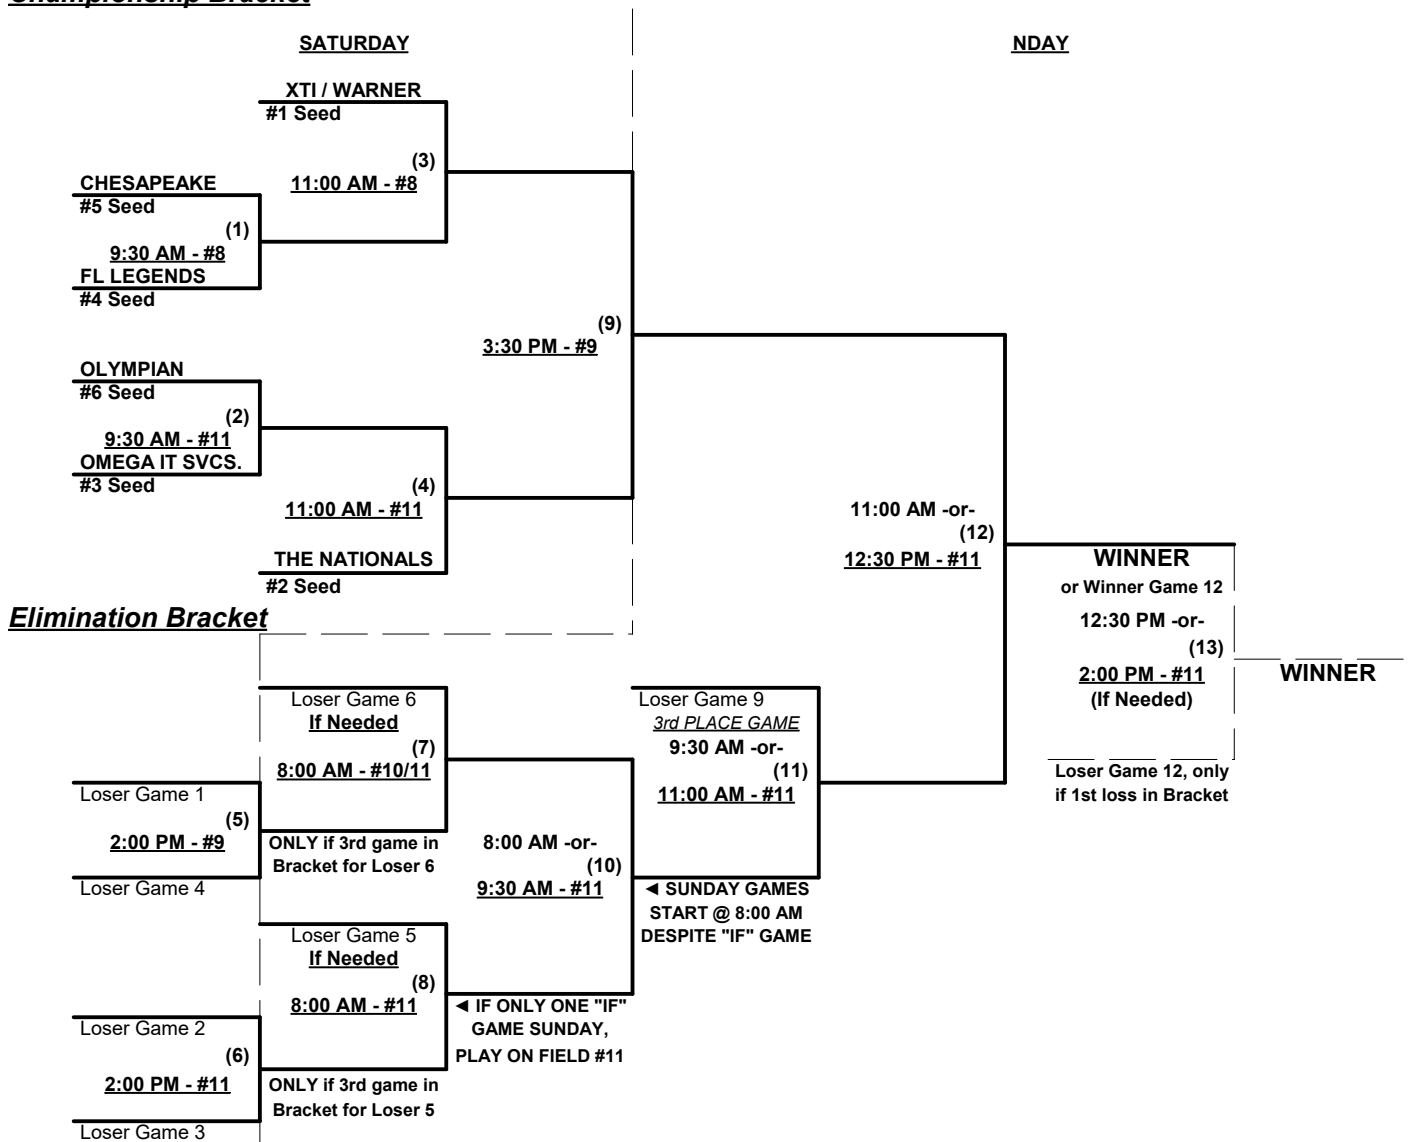 Championship Bracket
SATURDAY
NDAY
XTI / WARNER
#1 Seed
(3)
11:00 AM - #8
CHESAPEAKE
#5 Seed
(1)
9:30 AM - #8
FL LEGENDS
#4 Seed
(9)
3:30 PM - #9
OLYMPIAN
#6 Seed
(2)
9:30 AM - #11
OMEGA IT SVCS.
#3 Seed
(4)
11:00 AM - #11
THE NATIONALS
#2 Seed
11:00 AM -or-
(12)
12:30 PM - #11
WINNER
or Winner Game 12
12:30 PM -or-
(13)
2:00 PM - #11
(If Needed)
WINNER
Loser Game 12, only
if 1st loss in Bracket
Elimination Bracket
Loser Game 6
If Needed
(7)
8:00 AM - #10/11
Loser Game 1
(5)
2:00 PM - #9
Loser Game 4
ONLY if 3rd game in
Bracket for Loser 6
Loser Game 9
3rd PLACE GAME
9:30 AM -or-
(11)
11:00 AM - #11
8:00 AM -or-
(10)
9:30 AM - #11
◄ SUNDAY GAMES
START @ 8:00 AM
DESPITE "IF" GAME
Loser Game 5
If Needed
(8)
8:00 AM - #11
◄ IF ONLY ONE "IF"
GAME SUNDAY,
PLAY ON FIELD #11
Loser Game 2
(6)
2:00 PM - #11
Loser Game 3
ONLY if 3rd game in
Bracket for Loser 5